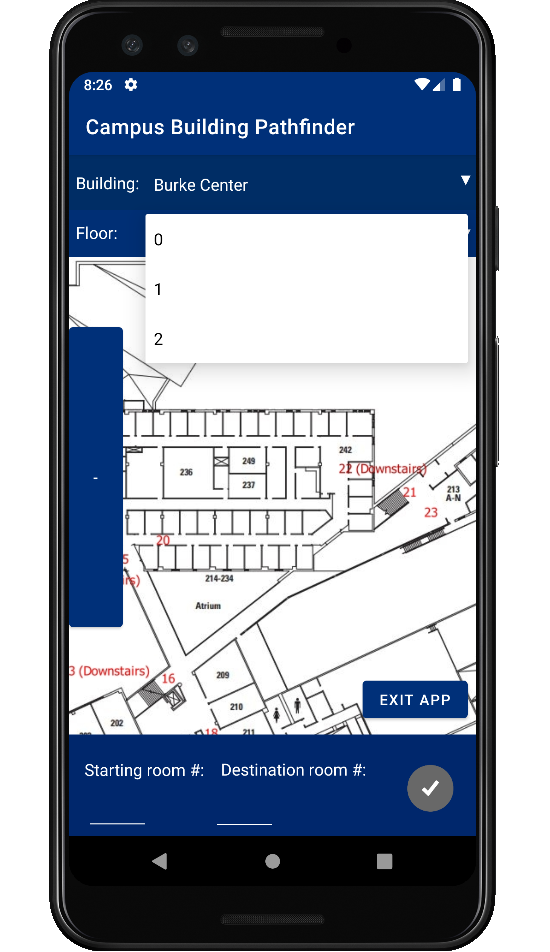 8:26
Campus Building Pathfinder
Building: Burke Center
Floor:
0
1
2
242
22 (Downstairs)
249
236
237
21
213
A-N
23
20
5
rs)
214-234
Atrium
3 (Downstairs)
16
209
210
202
18
211
EXIT APP
Starting room #: Destination room #: